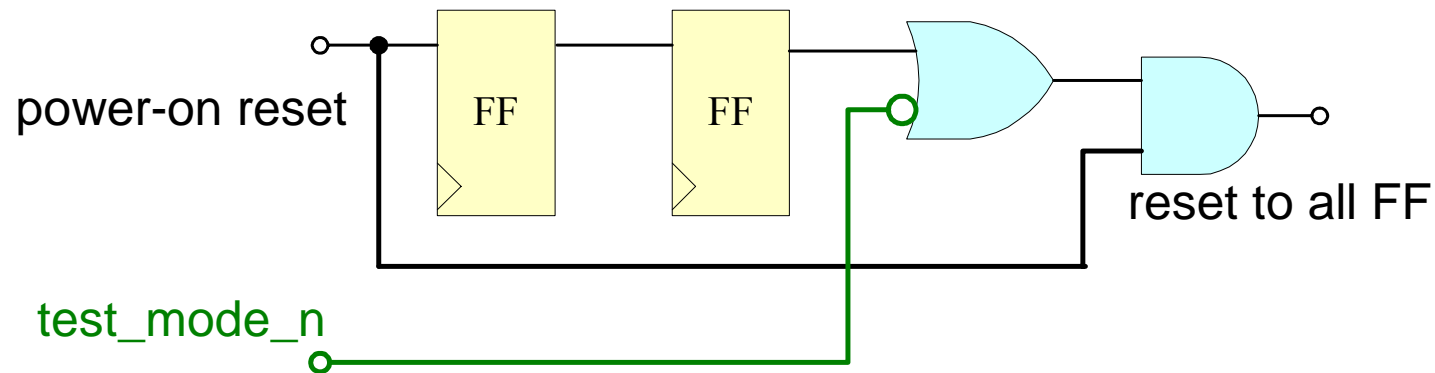 FF
FF
power-on reset
reset to all FF
test_mode_n